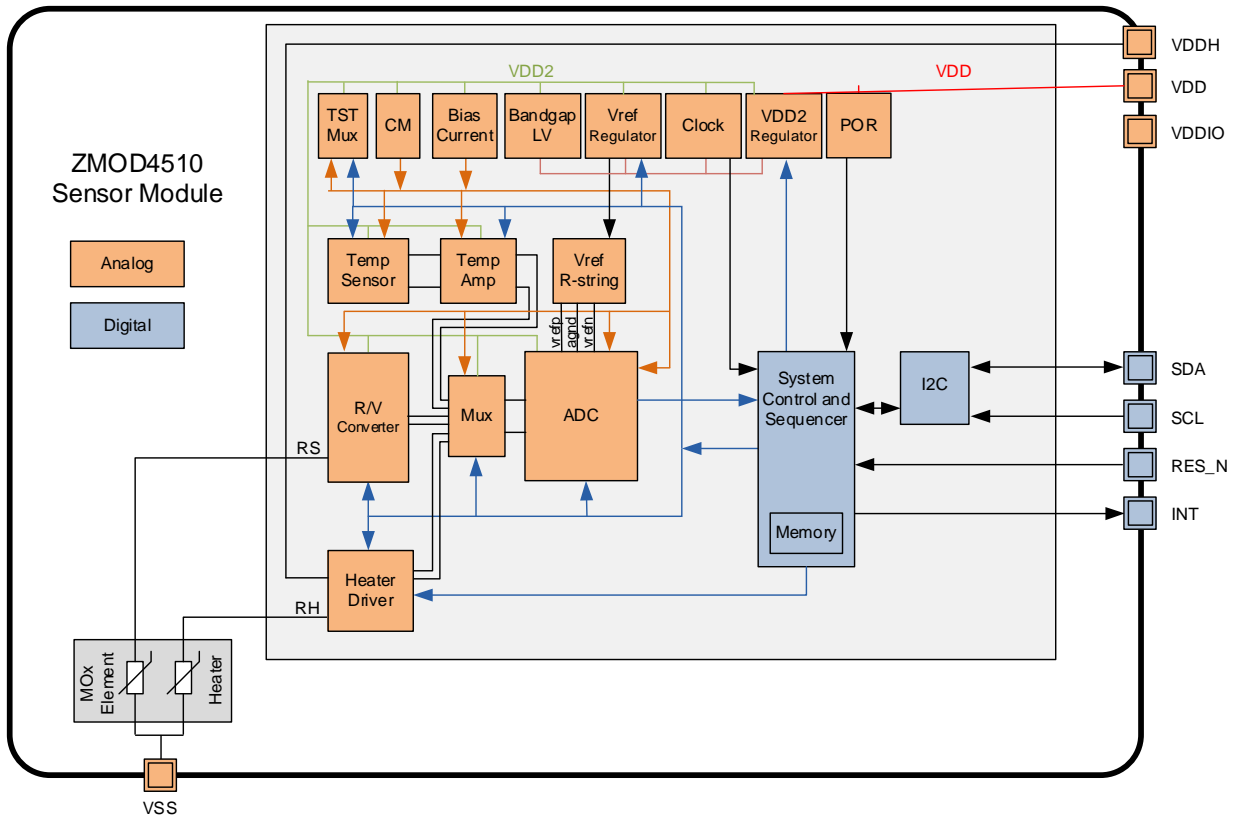 VDDH
VDD2
VDD
VDD
VDDIO
TST
Mux
CM
Bias
Current
Bandgap
LV
Vref
Regulator
Clock
VDD2
Regulator
POR
ZMOD4510
Sensor Module
Analog
Digital
Temp
Sensor
Temp
Amp
Vref
R-string
vrefp
agnd
vrefn
R/V
Converter
Mux
ADC
System
Control and
Sequencer
Memory
I2C
SDA
SCL
RES_N
INT
RS
Heater
Driver
RH
MOx
Element
Heater
VSS